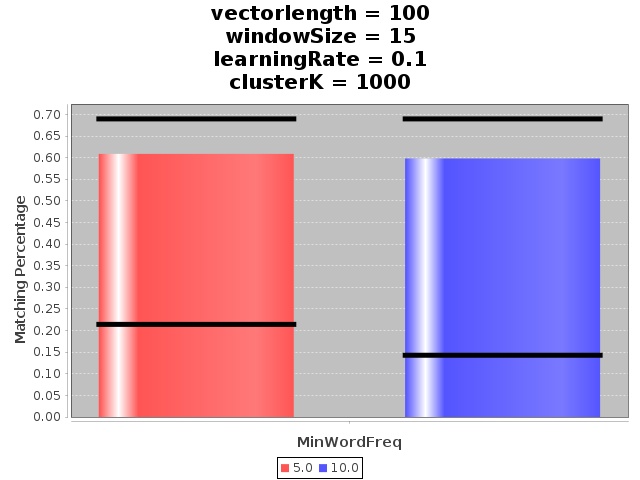 vectorlength = 100
windowSize = 15
learningRate = 0.1
clusterK = 1000
0.70
0.65
0.60
0.55
0.50
0.45
0.40
0.35
0.30
0.25
0.20
0.15
0.10
0.05
0.00
Matching Percentage
MinWordFreq
5.0 10.0